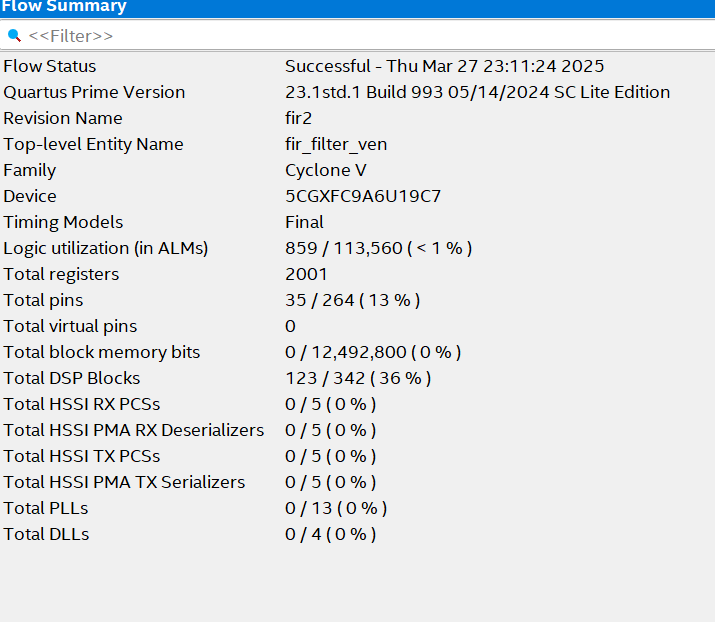 Flow Summary
<<Filter>>
Flow Status Successful - Thu Mar 27 23:11:24 2025
Quartus Prime Version 23.1std.1 Build 993 05/14/2024 SC Lite Edition
Revision Name fir2
Top-level Entity Name fir_filter_ven
Family Cyclone V
Device 5CGXFC9A6U19C7
Timing Models Final
Logic utilization (in ALMs) 859 / 113,560 ( < 1 % )
Total registers 2001
Total pins 35 / 264 ( 13 % )
Total virtual pins 0
Total block memory bits 0 / 12,492,800 ( 0 % )
Total DSP Blocks 123 / 342 ( 36 % )
Total HSSI RX PCSs 0 / 5 ( 0 % )
Total HSSI PMA RX Deserializers 0 / 5 ( 0 % )
Total HSSI TX PCSs 0 / 5 ( 0 % )
Total HSSI PMA TX Serializers 0 / 5 ( 0 % )
Total PLLs 0 / 13 ( 0 % )
Total DLLs 0 / 4 ( 0 % )